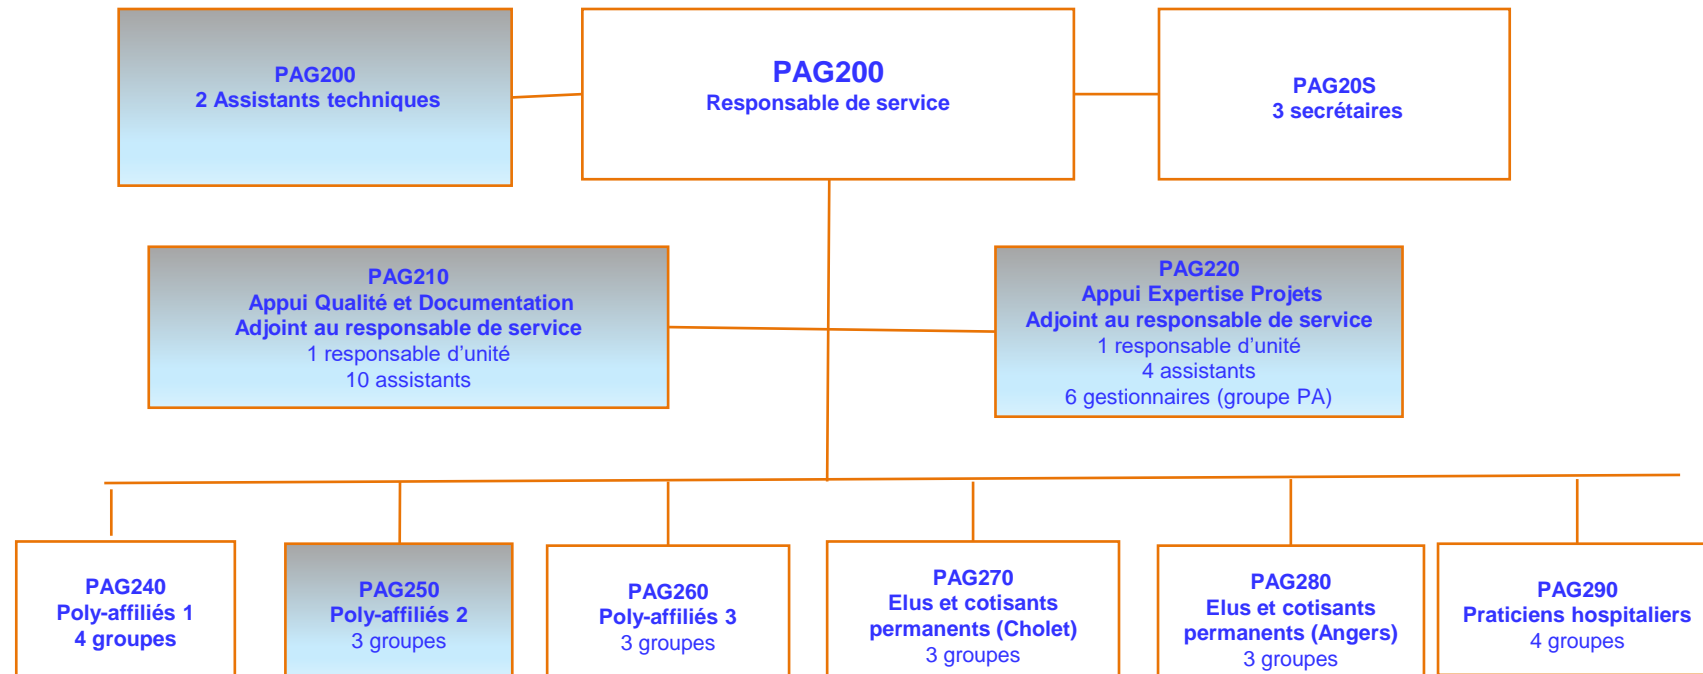 PAG200
2 Assistants techniques
PAG200
Responsable de service
PAG20S
3 secrétaires
PAG210
Appui Qualité et Documentation
Adjoint au responsable de service
1 responsable d’unité
10 assistants
PAG220
Appui Expertise Projets
Adjoint au responsable de service
1 responsable d’unité
4 assistants
6 gestionnaires (groupe PA)
PAG240
Poly-affiliés 1
4 groupes
PAG250
Poly-affiliés 2
3 groupes
PAG260
Poly-affiliés 3
3 groupes
PAG270
Elus et cotisants
permanents (Cholet)
3 groupes
PAG280
Elus et cotisants
permanents (Angers)
3 groupes
PAG290
Praticiens hospitaliers
4 groupes